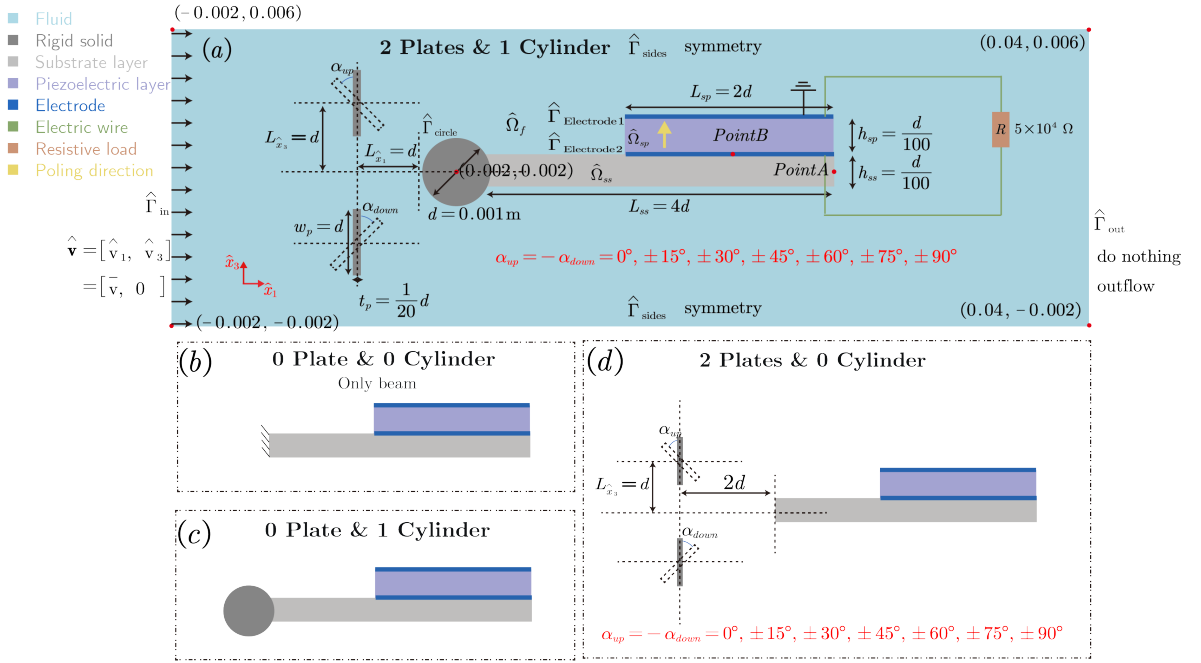 (−0.002, 0.006)
Fluid
Rigid solid
Substrate layer
Piezoelectric layer
Electrode
Electric wire
Resistive load
Poling direction
(a)
2 Plates & 1 Cylinder
Γ̂sides symmetry
(0.04, 0.006)
αup
Lx̂3 = d
Lx̂1 = d
Γ̂circle
Ω̂f
Lsp = 2d
Γ̂Electrode1
Γ̂Electrode2
Ω̂sp
PointB
hsp = d/100
R 5×10⁴ Ω
(0.002, −0.002)
Ω̂ss
PointA
hss = d/100
d = 0.001m
Lss = 4d
Γ̂in
αdown
wp = d
Γ̂out
v̂ =[v̂1, v̂3]
=[v̄, 0 ]
x̂3
x̂1
αup = − αdown = 0°, ±15°, ±30°, ±45°, ±60°, ±75°, ±90°
do nothing
outflow
tp = 1/20 d
Γ̂sides symmetry
(−0.002, −0.002)
(0.04, −0.002)
(b)
0 Plate & 0 Cylinder
Only beam
(c)
0 Plate & 1 Cylinder
(d)
2 Plates & 0 Cylinder
αup
Lx̂3 = d
2d
αdown
αup = − αdown = 0°, ±15°, ±30°, ±45°, ±60°, ±75°, ±90°